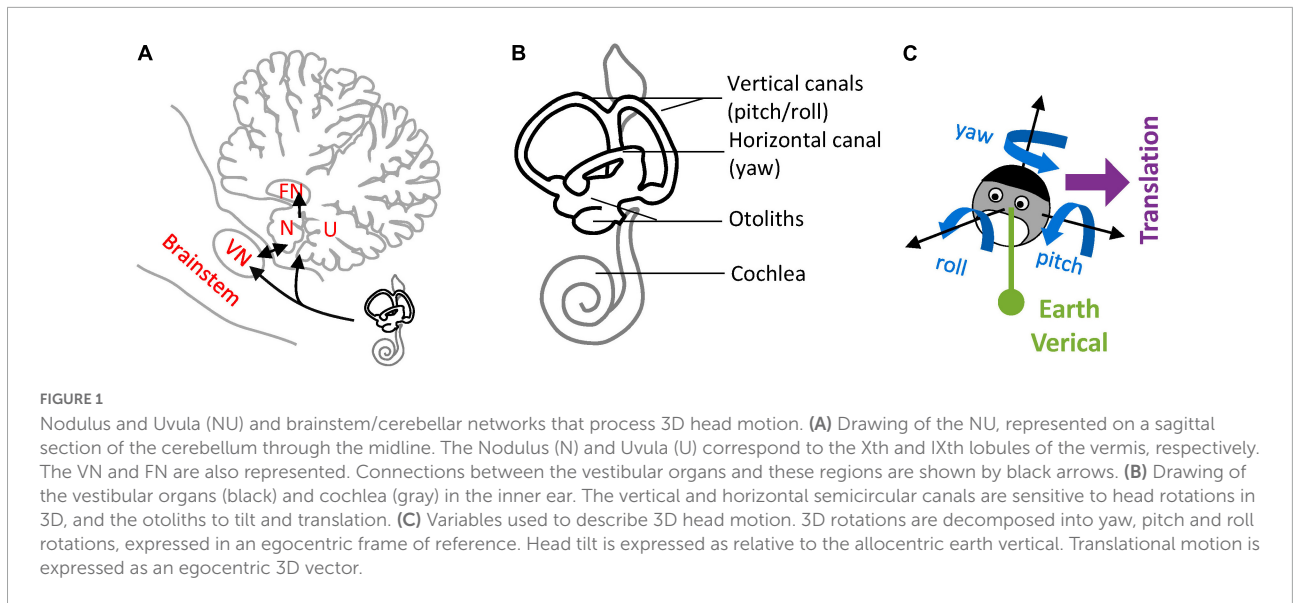 A
FN
N
U
VN
Brainstem
B
Vertical canals
(pitch/roll)
Horizontal canal
(yaw)
Otoliths
Cochlea
C
yaw
Translation
roll
pitch
Earth
Verical
FIGURE 1
Nodulus and Uvula (NU) and brainstem/cerebellar networks that process 3D head motion. (A) Drawing of the NU, represented on a sagittal
section of the cerebellum through the midline. The Nodulus (N) and Uvula (U) correspond to the Xth and IXth lobules of the vermis, respectively.
The VN and FN are also represented. Connections between the vestibular organs and these regions are shown by black arrows. (B) Drawing of
the vestibular organs (black) and cochlea (gray) in the inner ear. The vertical and horizontal semicircular canals are sensitive to head rotations in
3D, and the otoliths to tilt and translation. (C) Variables used to describe 3D head motion. 3D rotations are decomposed into yaw, pitch and roll
rotations, expressed in an egocentric frame of reference. Head tilt is expressed as relative to the allocentric earth vertical. Translational motion is
expressed as an egocentric 3D vector.